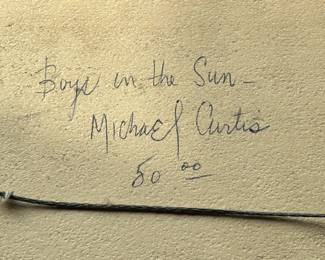 Boys in the Sun -
Michael Curtis
50 00